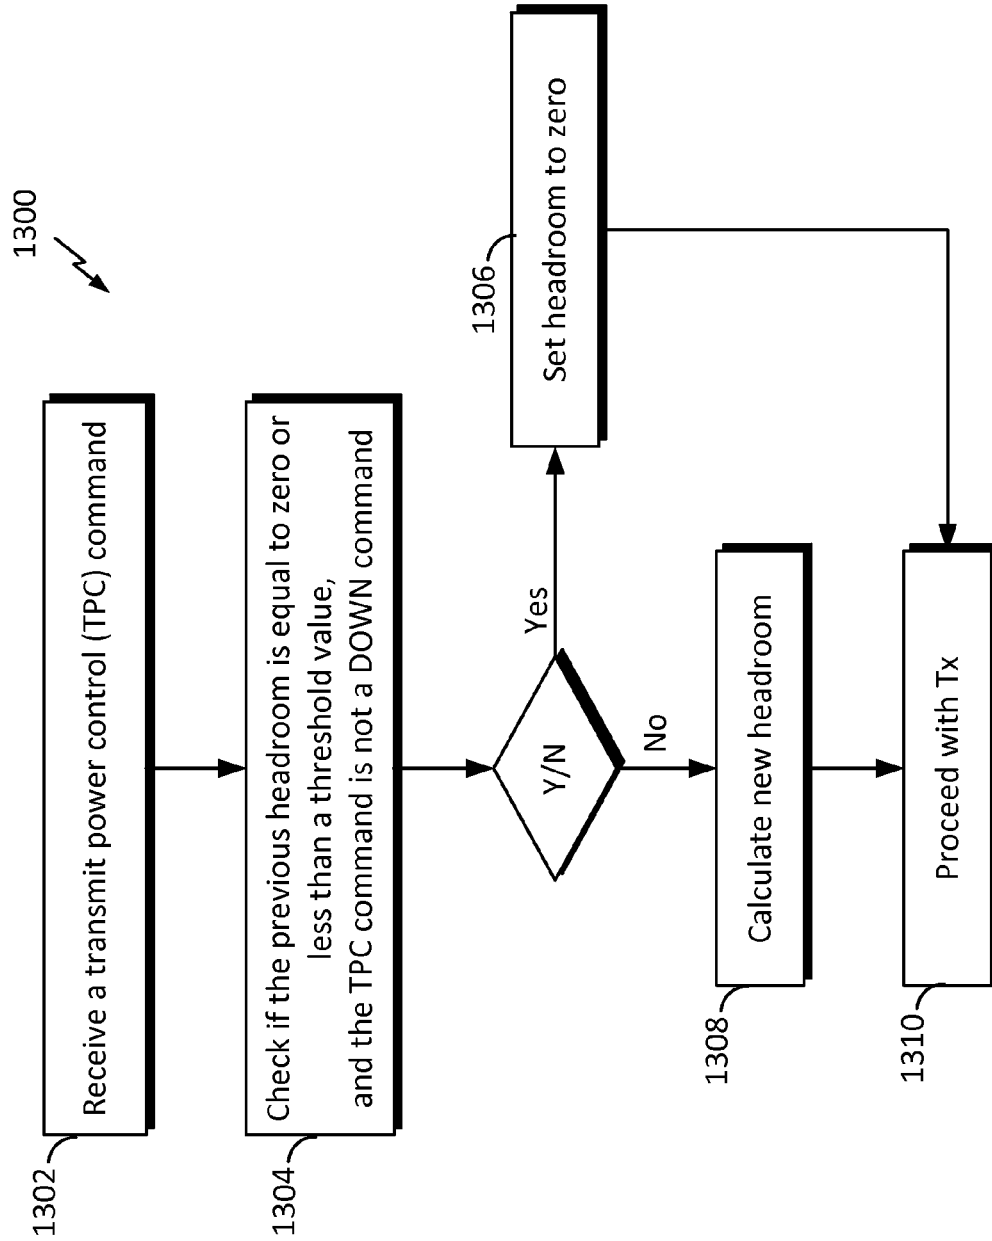 1300
1302
Receive a transmit power control (TPC) command
1304
Check if the previous headroom is equal to zero or
less than a threshold value,
and the TPC command is not a DOWN command
Y/N
Yes
No
1306
Set headroom to zero
1308
Calculate new headroom
1310
Proceed with Tx